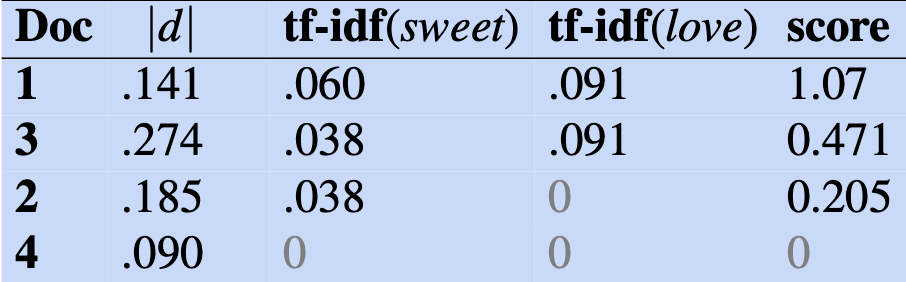 Doc |d| tf-idf(sweet) tf-idf(love) score
1 .141 .060 .091 1.07
3 .274 .038 .091 0.471
2 .185 .038 0 0.205
4 .090 0 0 0